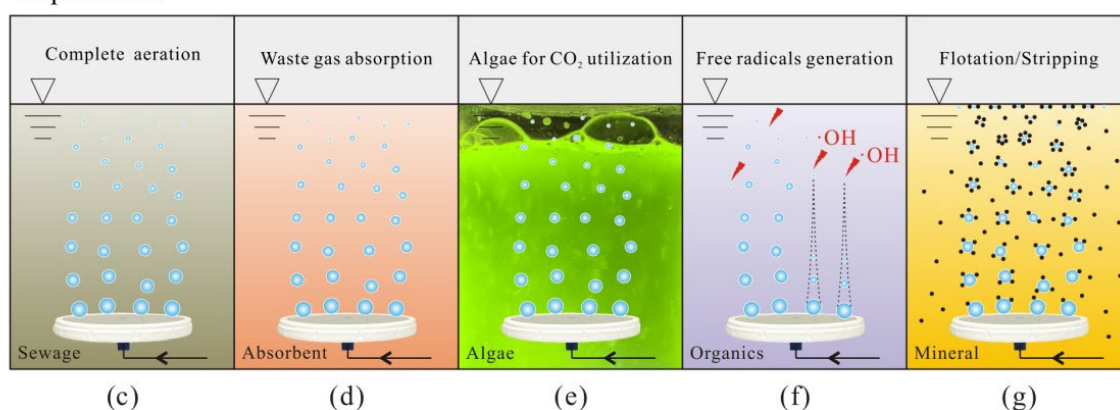 Complete aeration
Waste gas absorption
Algae for CO₂ utilization
Free radicals generation
Flotation/Stripping
·OH
·OH
Sewage
Absorbent
Algae
Organics
Mineral
(c)
(d)
(e)
(f)
(g)